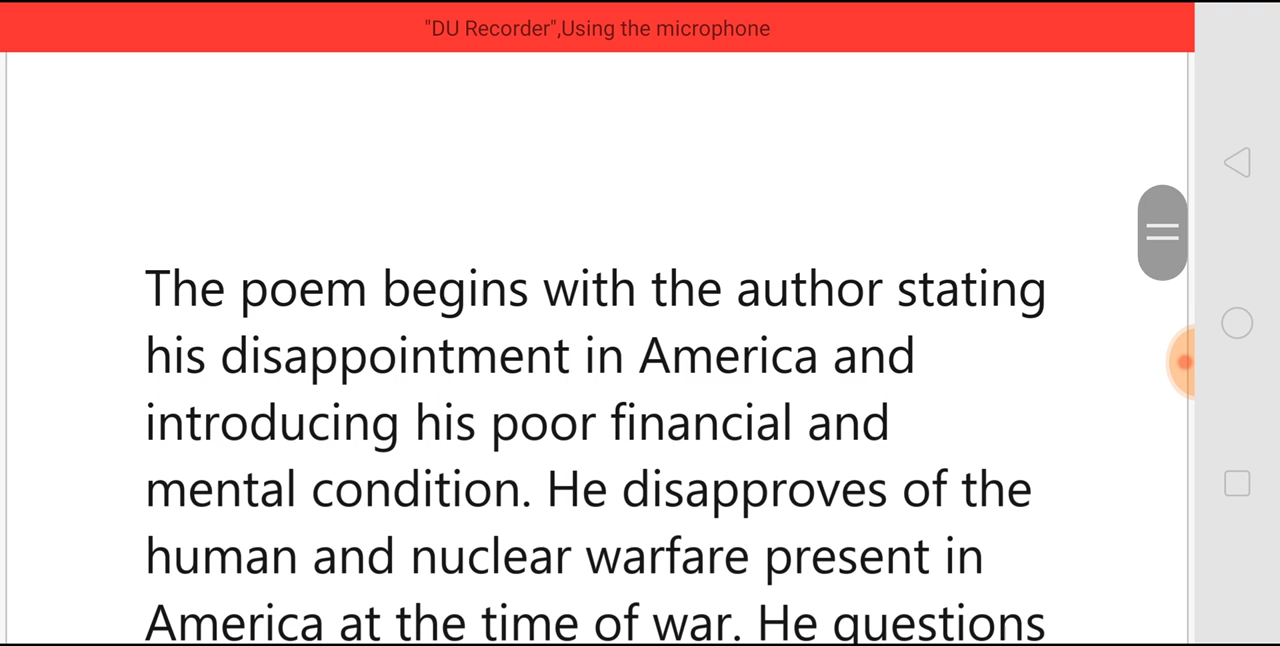 "DU Recorder",Using the microphone
The poem begins with the author stating
his disappointment in America and
introducing his poor financial and
mental condition. He disapproves of the
human and nuclear warfare present in
America at the time of war. He questions